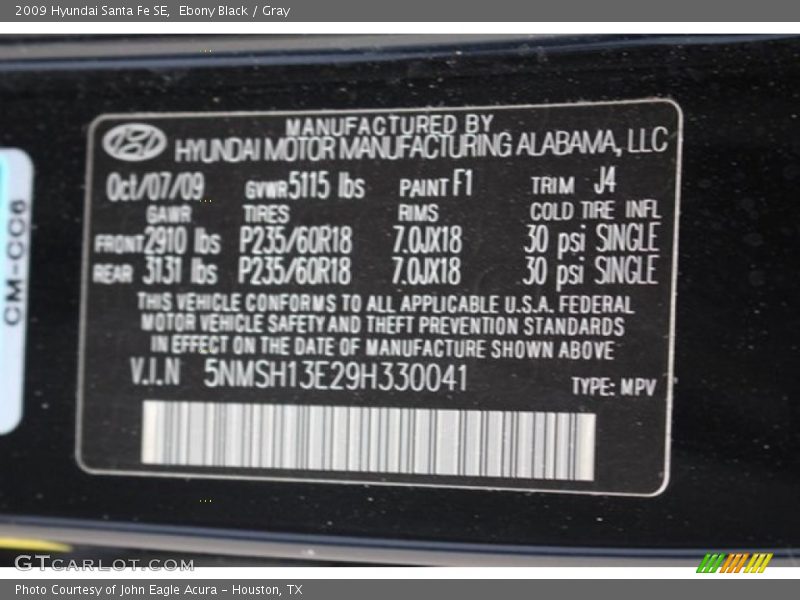 2009 Hyundai Santa Fe SE, Ebony Black / Gray
MANUFACTURED BY
HYUNDAI MOTOR MANUFACTURING ALABAMA, LLC
Oct/07/09 GVWR 5115 lbs PAINT F1 TRIM J4
GAWR TIRES RIMS COLD TIRE INFL
FRONT 2910 lbs P235/60R18 7.0JX18 30 psi SINGLE
REAR 3131 lbs P235/60R18 7.0JX18 30 psi SINGLE
THIS VEHICLE CONFORMS TO ALL APPLICABLE U.S.A. FEDERAL
MOTOR VEHICLE SAFETY AND THEFT PREVENTION STANDARDS
IN EFFECT ON THE DATE OF MANUFACTURE SHOWN ABOVE
V.I.N 5NMSH13E29H330041 TYPE: MPV
CM-CC6
GTCARLOT.COM
Photo Courtesy of John Eagle Acura - Houston, TX